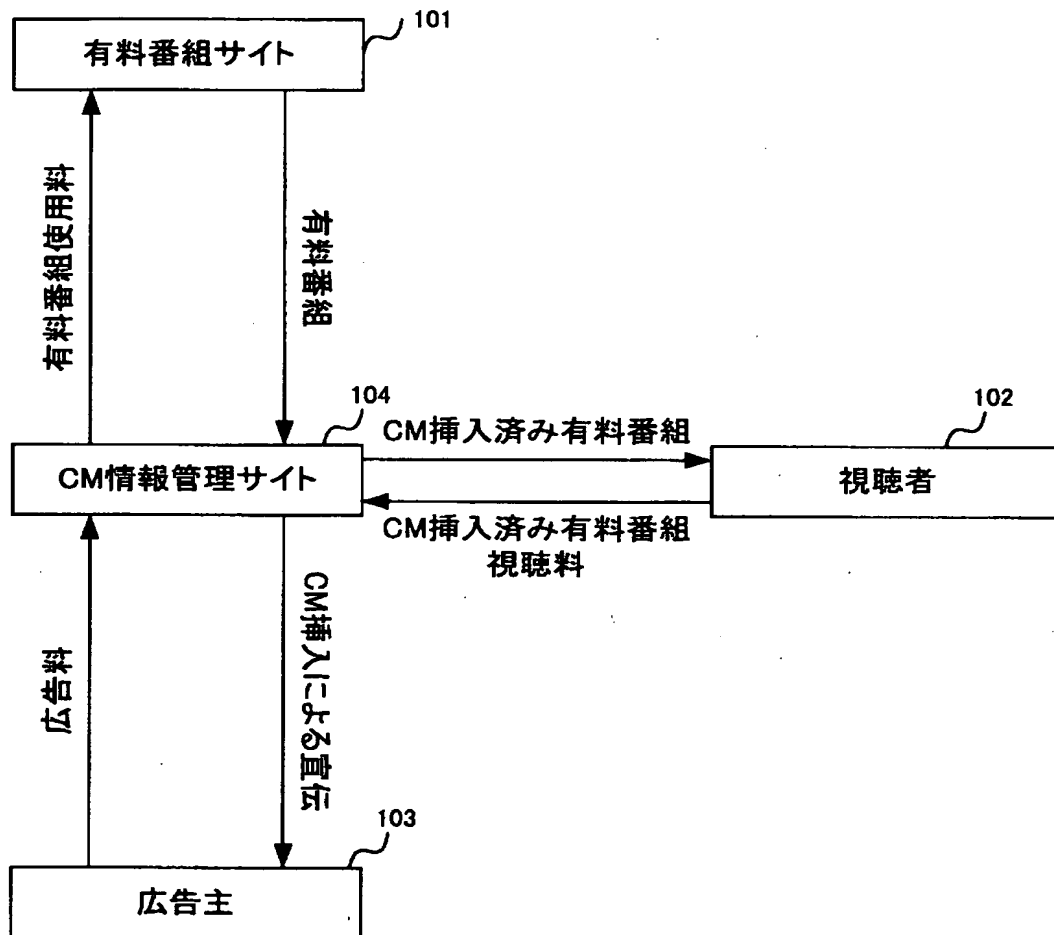 101
有料番組サイト
有料番組使用料
有料番組
104
CM情報管理サイト
CM挿入済み有料番組
102
視聴者
CM挿入済み有料番組
視聴料
広告料
CM挿入による宣伝
103
広告主